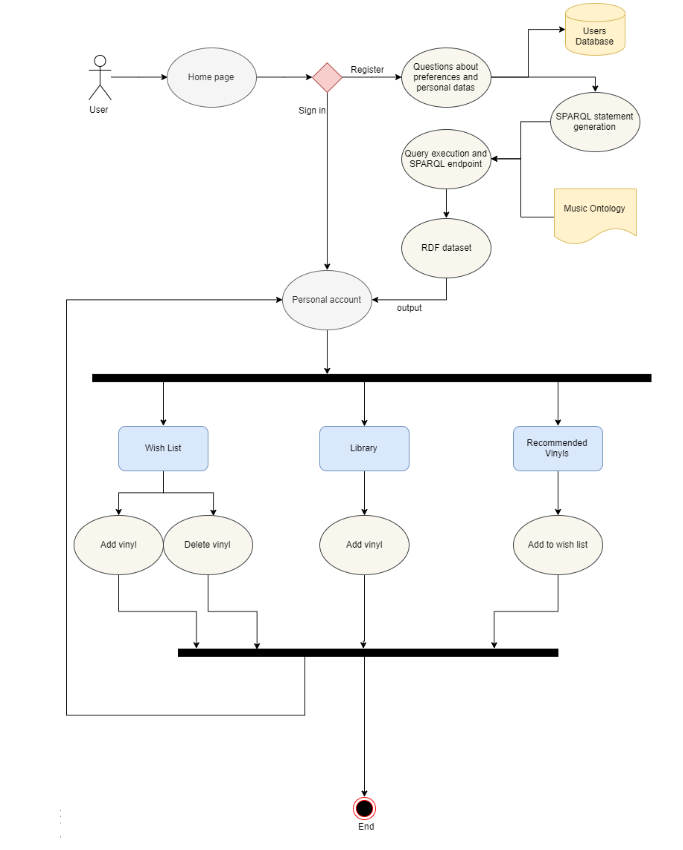 Users
Database
Home page
Register
Questions about
preferences and
personal datas
User
Sign in
SPARQL statement
generation
Query execution and
SPARQL endpoint
Music Ontology
RDF dataset
Personal account
output
Wish List
Library
Recommended
Vinyls
Add vinyl
Delete vinyl
Add vinyl
Add to wish list
End